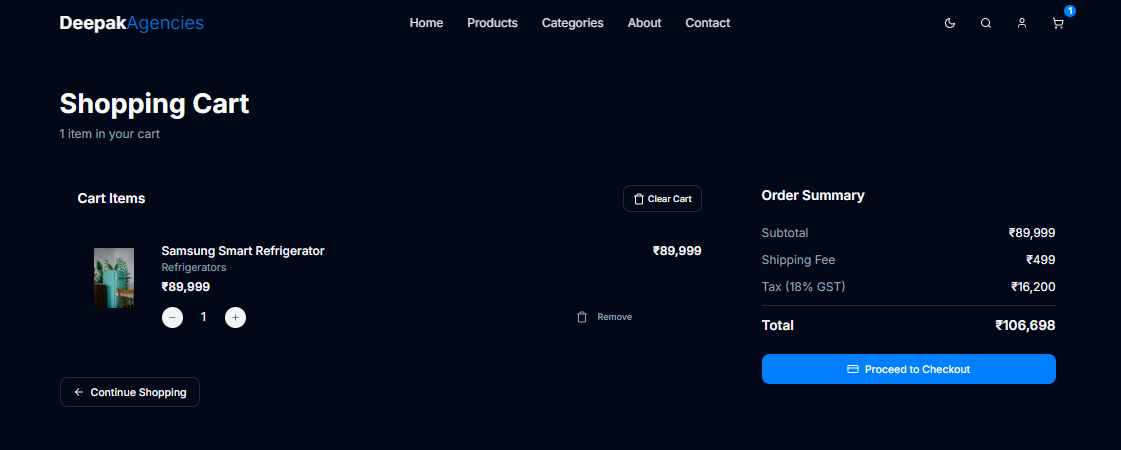 DeepakAgencies Home Products Categories About Contact 1
Shopping Cart
1 item in your cart
Cart Items Clear Cart
Samsung Smart Refrigerator ₹89,999
Refrigerators
₹89,999
− 1 + Remove
Continue Shopping
Order Summary
Subtotal ₹89,999
Shipping Fee ₹499
Tax (18% GST) ₹16,200
Total ₹106,698
Proceed to Checkout